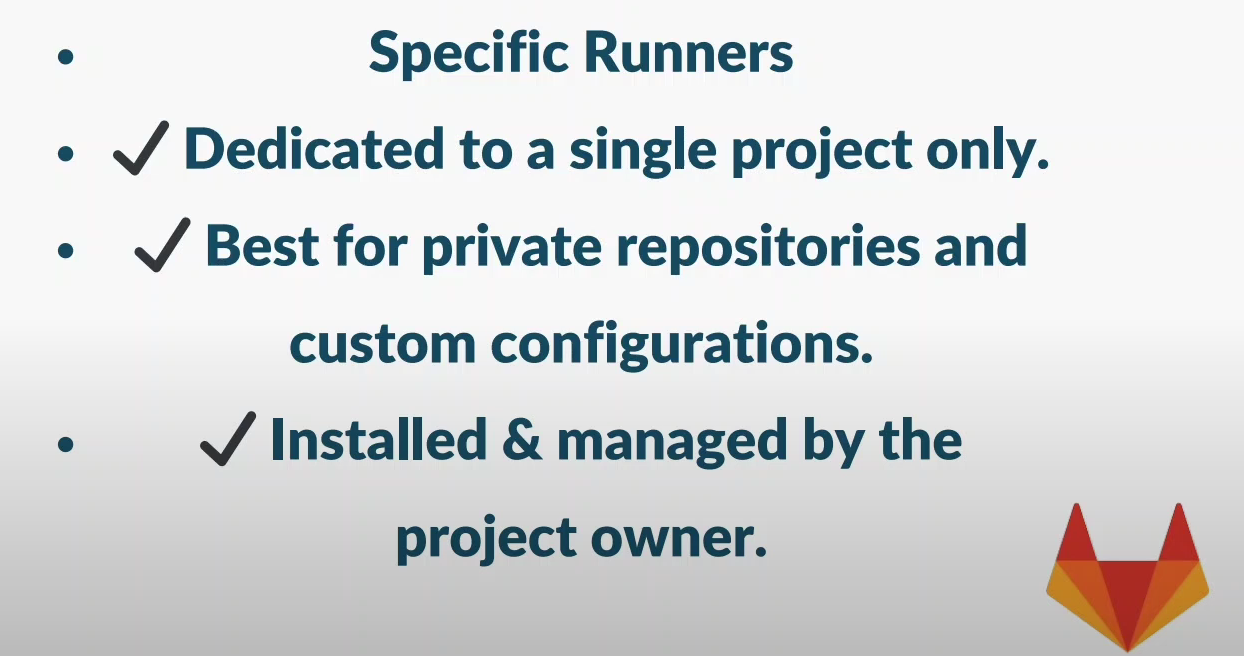 • Specific Runners
• ✔ Dedicated to a single project only.
• ✔ Best for private repositories and
custom configurations.
• ✔ Installed & managed by the
project owner.